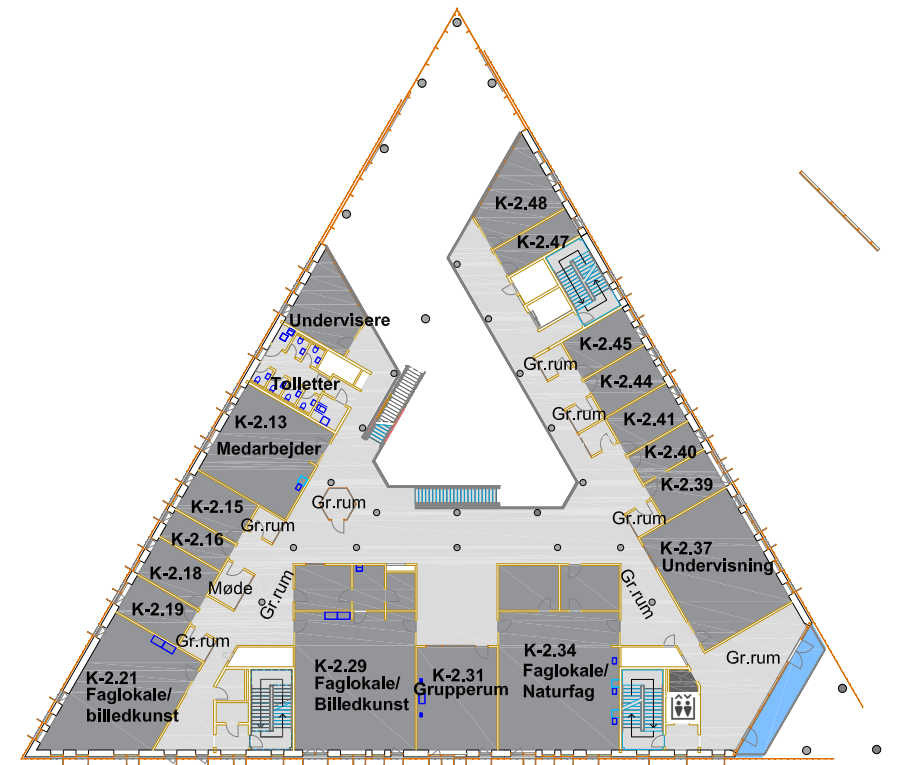 K-2.48
K-2.47
Undervisere
K-2.45
Gr.rum
K-2.44
Toiletter
K-2.13
Medarbejder
Gr.rum
K-2.41
K-2.40
K-2.39
K-2.15
Gr.rum
Gr.rum
Gr.rum
K-2.16
K-2.37
Undervisning
K-2.18
Møde
Gr.rum
Gr.rum
K-2.19
Gr.rum
Gr.rum
K-2.21
Faglokale/
billedkunst
K-2.29
Faglokale/
Billedkunst
K-2.31
Grupperum
K-2.34
Faglokale/
Naturfag